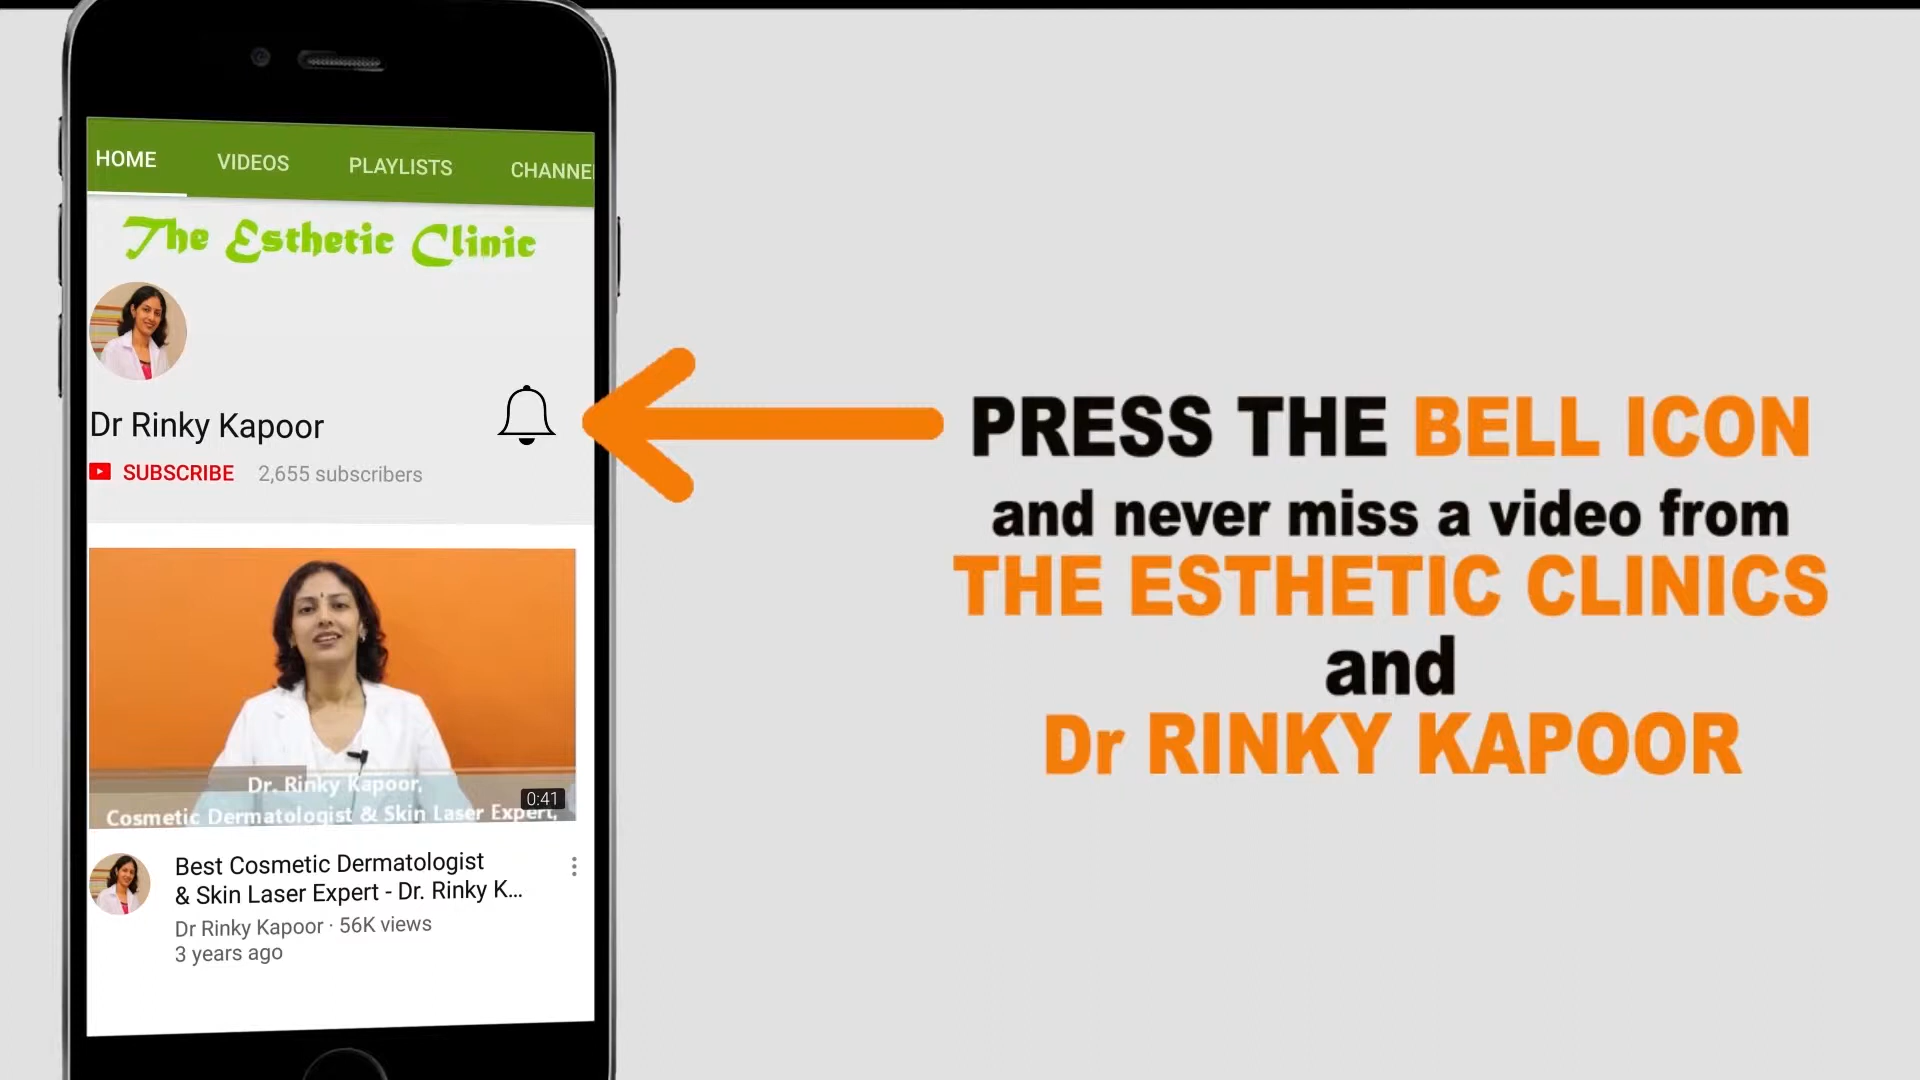 HOME VIDEOS PLAYLISTS CHANNE
The Esthetic Clinic
Dr Rinky Kapoor
SUBSCRIBE 2,655 subscribers
Dr. Rinky Kapoor,
0:41
Cosmetic Dermatologist & Skin Laser Expert,
Best Cosmetic Dermatologist
& Skin Laser Expert - Dr. Rinky K...
Dr Rinky Kapoor · 56K views
3 years ago
PRESS THE BELL ICON
and never miss a video from
THE ESTHETIC CLINICS
and
Dr RINKY KAPOOR